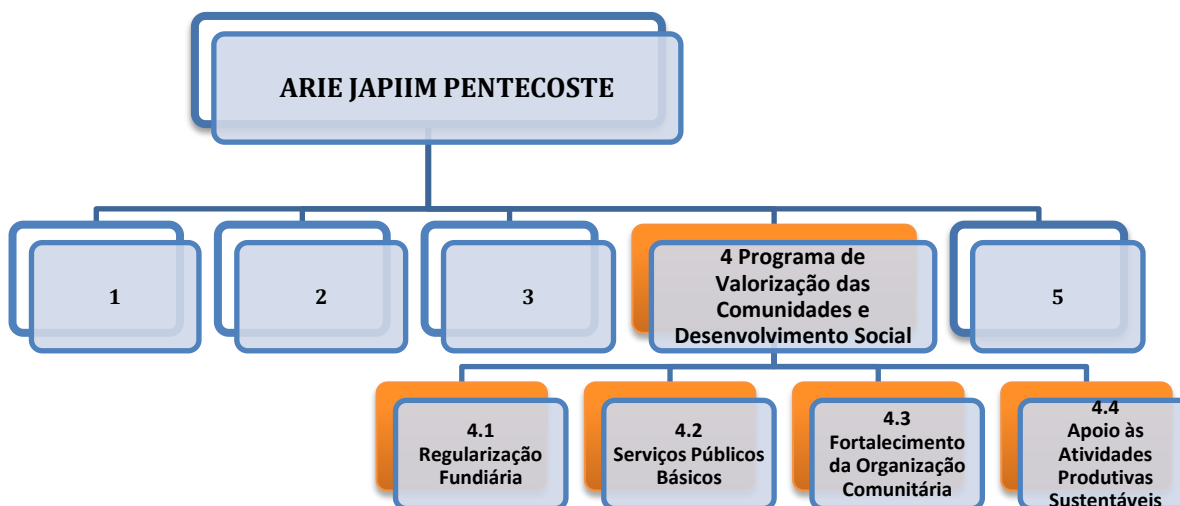 ARIE JAPIIM PENTECOSTE
1
2
3
4 Programa de
Valorização das
Comunidades e
Desenvolvimento Social
5
4.1
Regularização
Fundiária
4.2
Serviços Públicos
Básicos
4.3
Fortalecimento
da Organização
Comunitária
4.4
Apoio às
Atividades
Produtivas
Sustentáveis